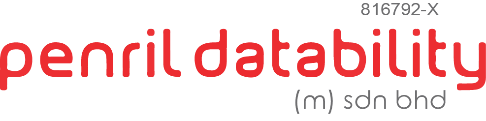 816792-X
penril datability
(m) sdn bhd